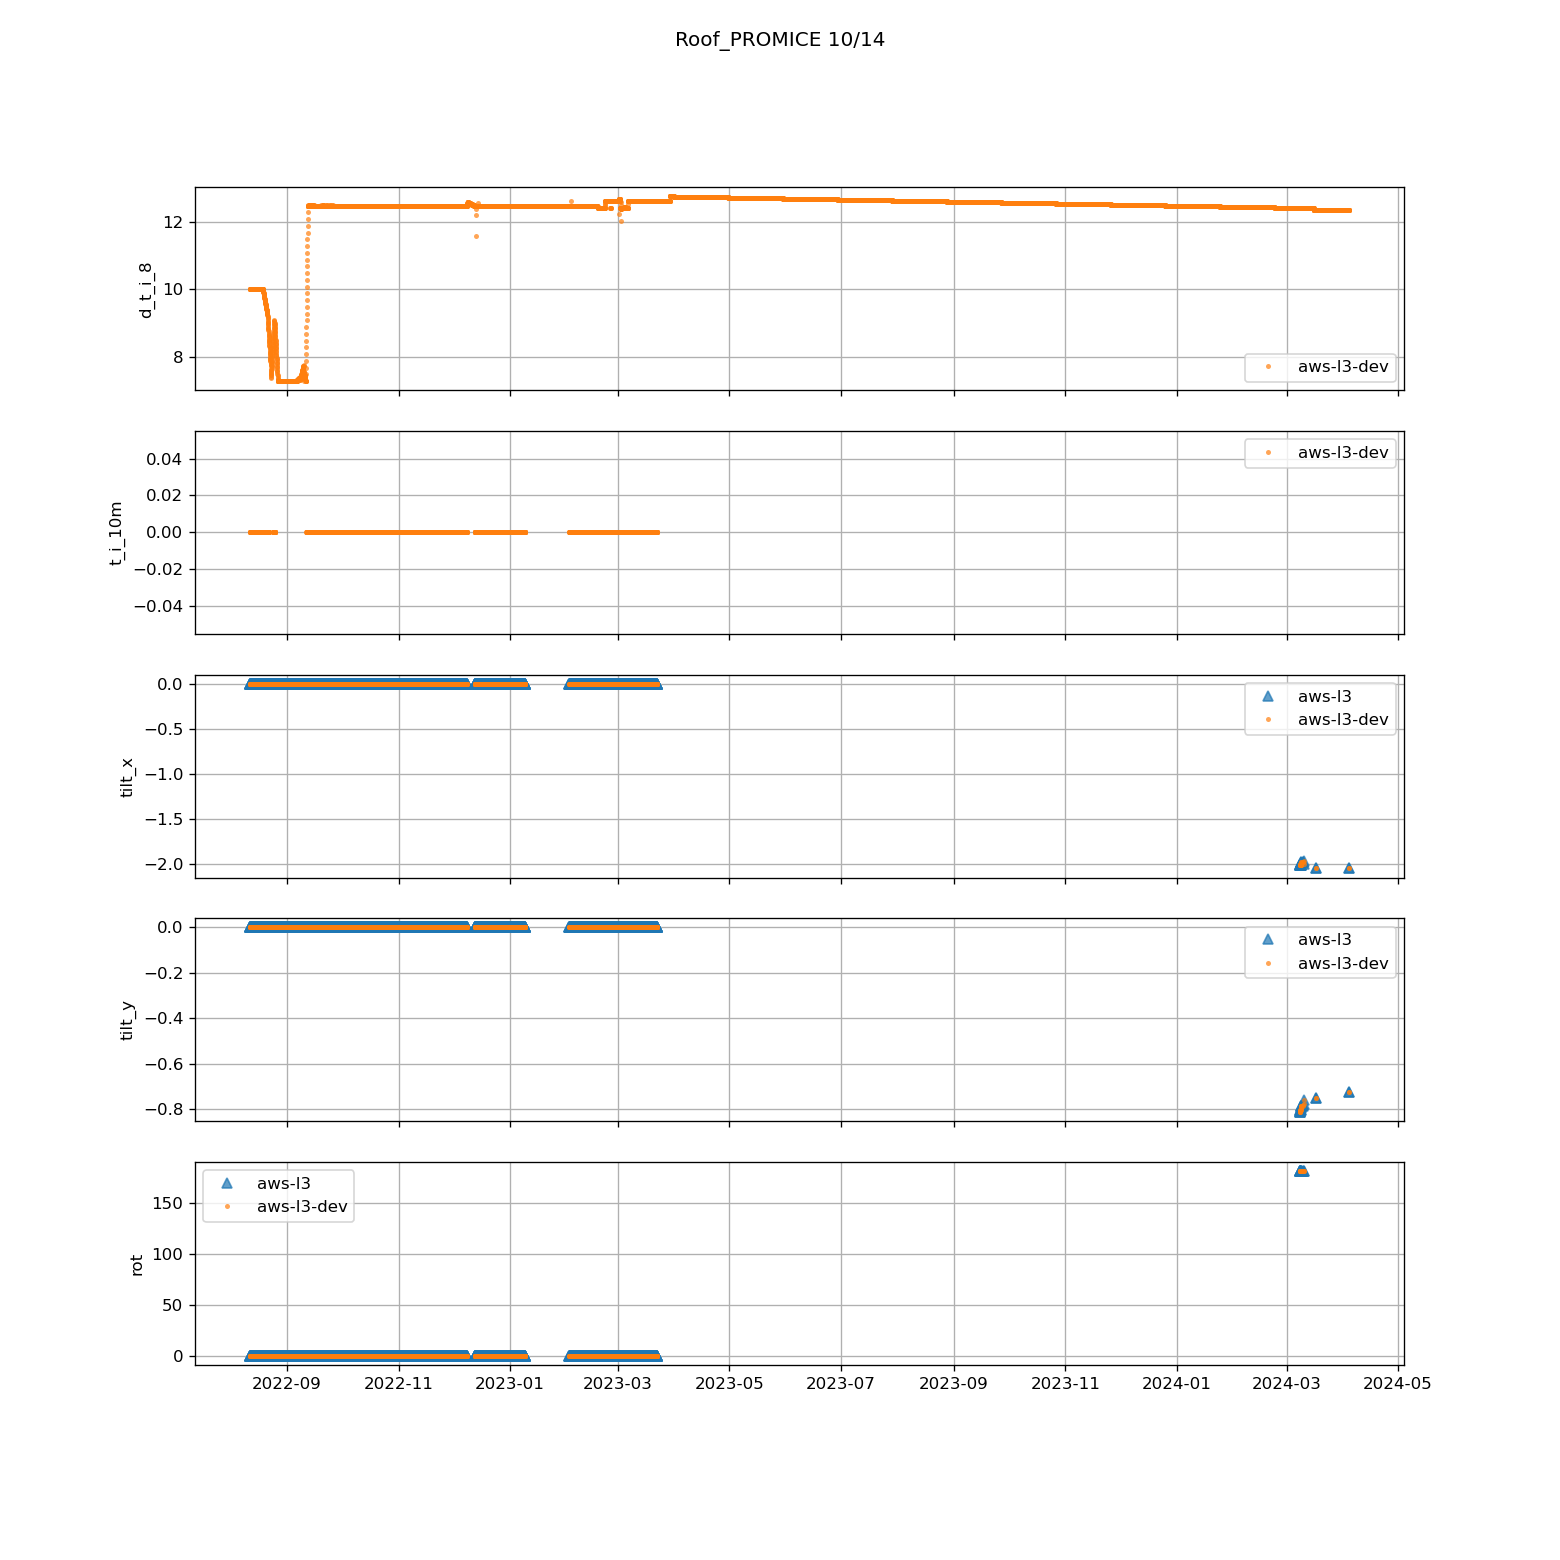 Roof_PROMICE 10/14
12
10
8
d_t_i_8
aws-l3-dev
0.04
0.02
0.00
−0.02
−0.04
t_i_10m
aws-l3-dev
0.0
−0.5
−1.0
−1.5
−2.0
tilt_x
aws-l3
aws-l3-dev
0.0
−0.2
−0.4
−0.6
−0.8
tilt_y
aws-l3
aws-l3-dev
150
100
50
0
rot
aws-l3
aws-l3-dev
2022-09 2022-11 2023-01 2023-03 2023-05 2023-07 2023-09 2023-11 2024-01 2024-03 2024-05